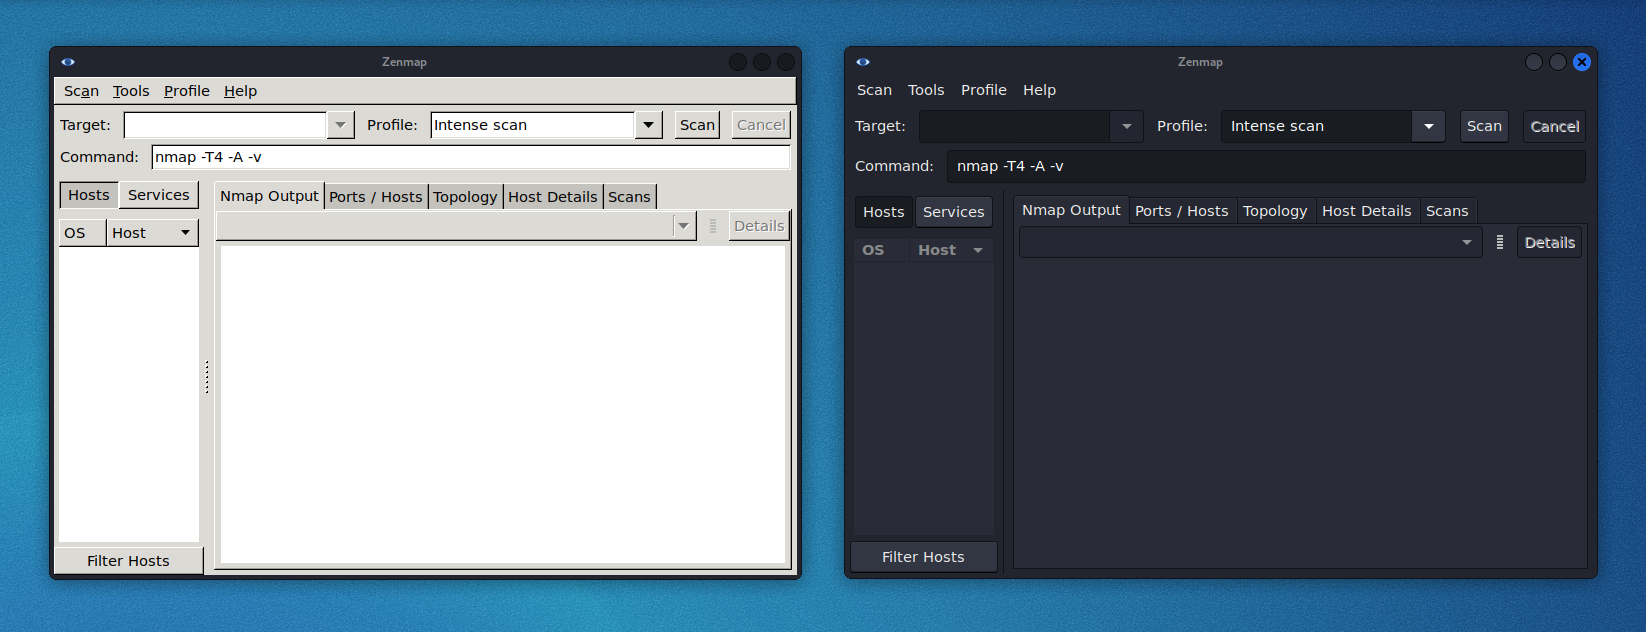 Zenmap
Scan Tools Profile Help
Target: Profile: Intense scan Scan Cancel
Command: nmap -T4 -A -v
Hosts Services Nmap Output Ports / Hosts Topology Host Details Scans
Details
OS Host
Filter Hosts
Zenmap
Scan Tools Profile Help
Target: Profile: Intense scan Scan Cancel
Command: nmap -T4 -A -v
Hosts Services Nmap Output Ports / Hosts Topology Host Details Scans
Details
OS Host
Filter Hosts